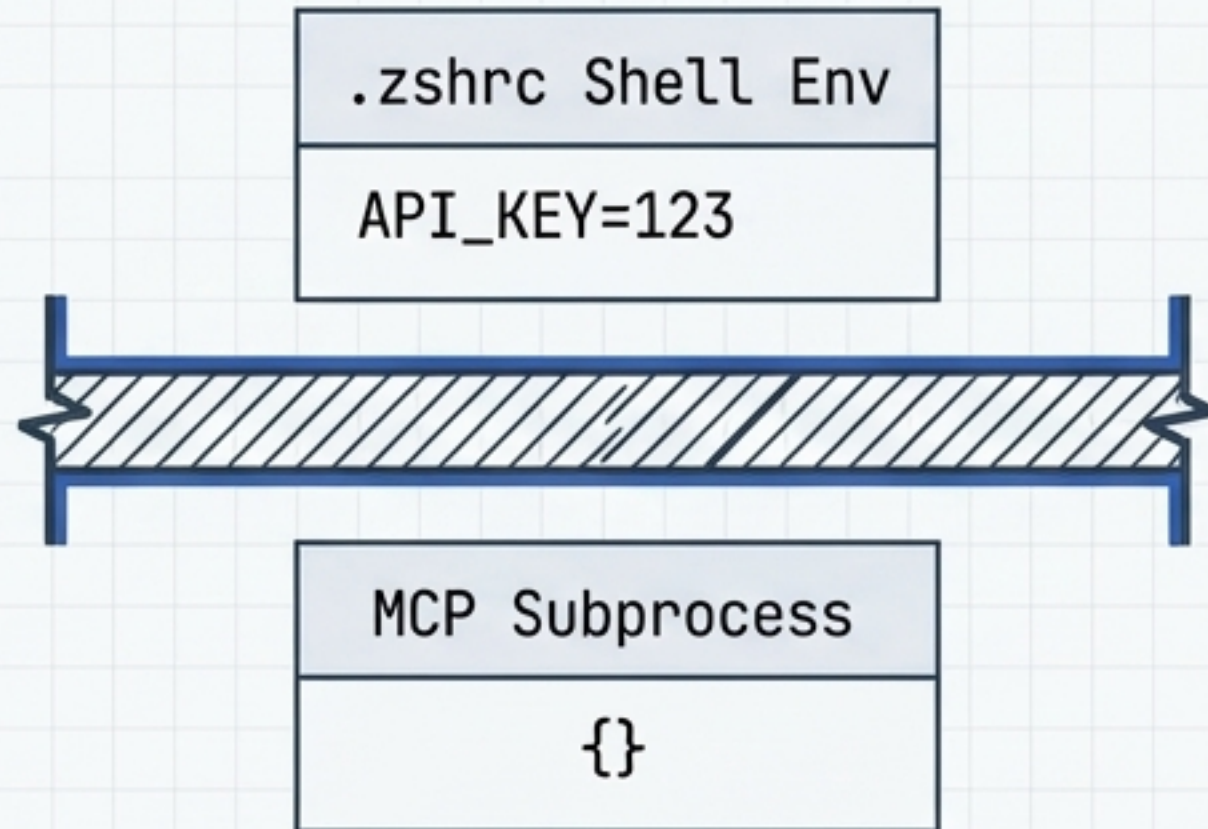 .zshrc Shell Env
API_KEY=123
MCP Subprocess
{}